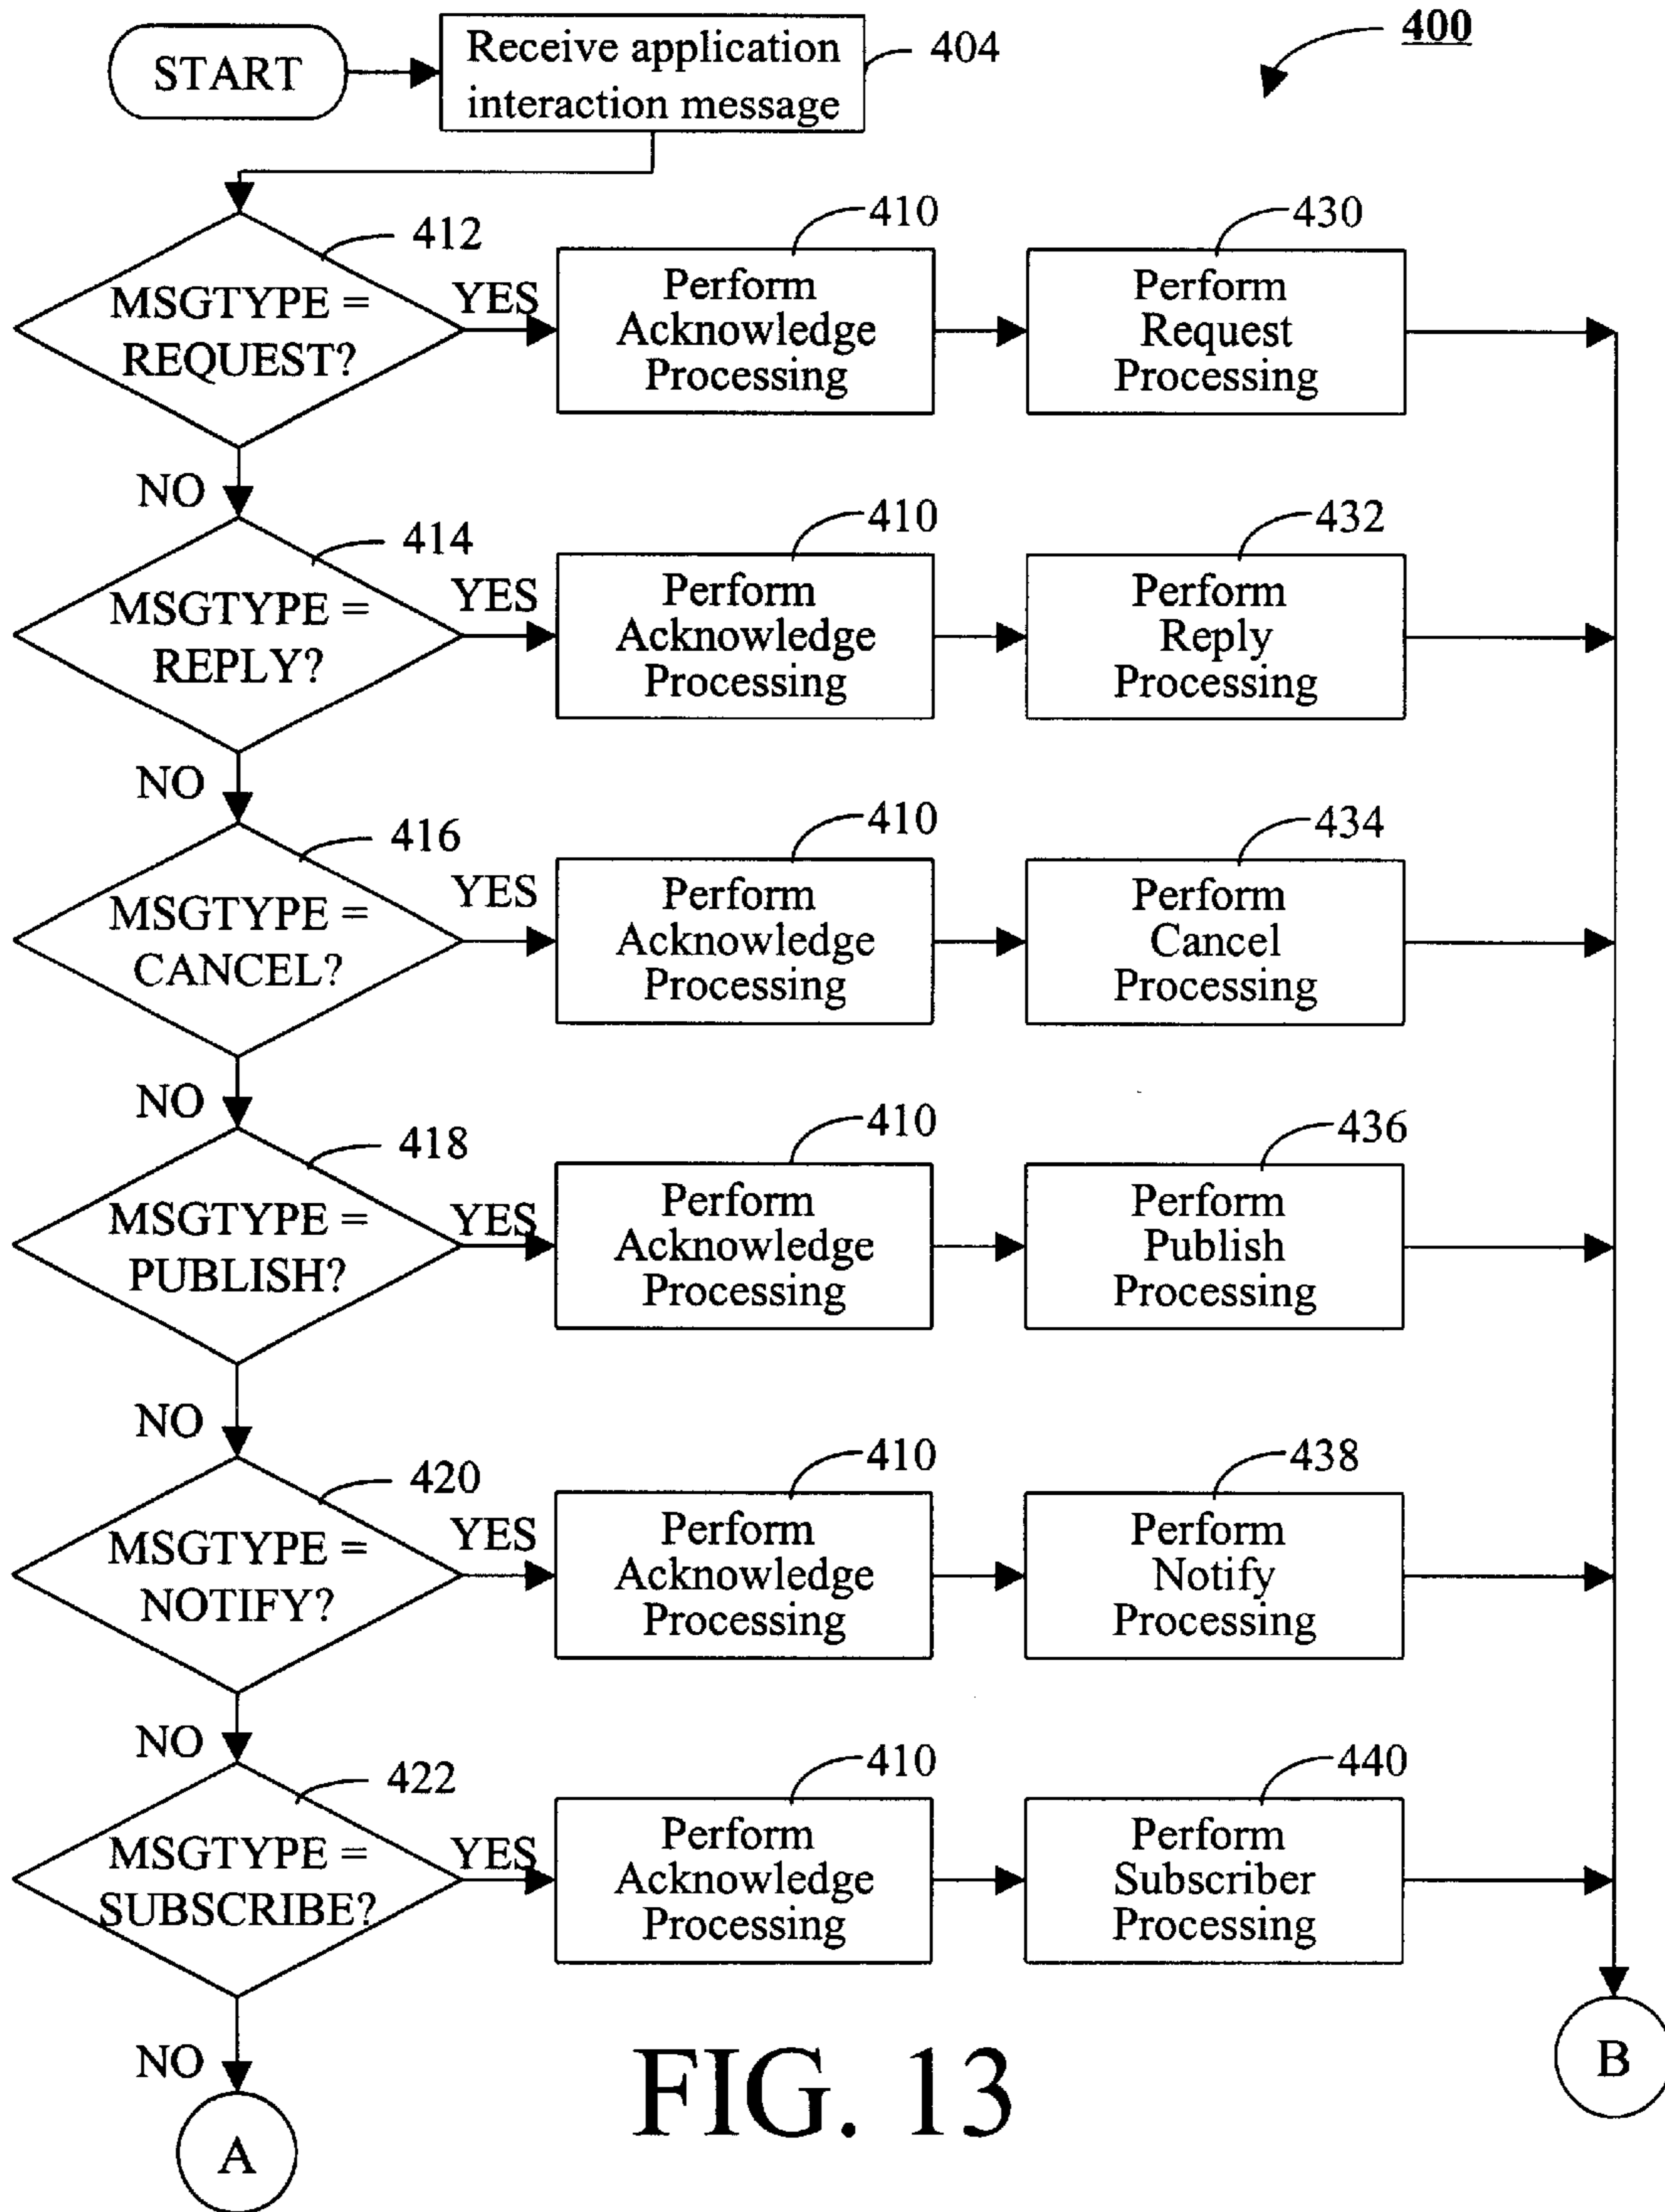 400
START
Receive application
interaction message
404
412
MSGTYPE =
REQUEST?
YES
410
Perform
Acknowledge
Processing
430
Perform
Request
Processing
NO
414
MSGTYPE =
REPLY?
YES
410
Perform
Acknowledge
Processing
432
Perform
Reply
Processing
NO
416
MSGTYPE =
CANCEL?
YES
410
Perform
Acknowledge
Processing
434
Perform
Cancel
Processing
NO
418
MSGTYPE =
PUBLISH?
YES
410
Perform
Acknowledge
Processing
436
Perform
Publish
Processing
NO
420
MSGTYPE =
NOTIFY?
YES
410
Perform
Acknowledge
Processing
438
Perform
Notify
Processing
NO
422
MSGTYPE =
SUBSCRIBE?
YES
410
Perform
Acknowledge
Processing
440
Perform
Subscriber
Processing
NO
A
B
FIG. 13